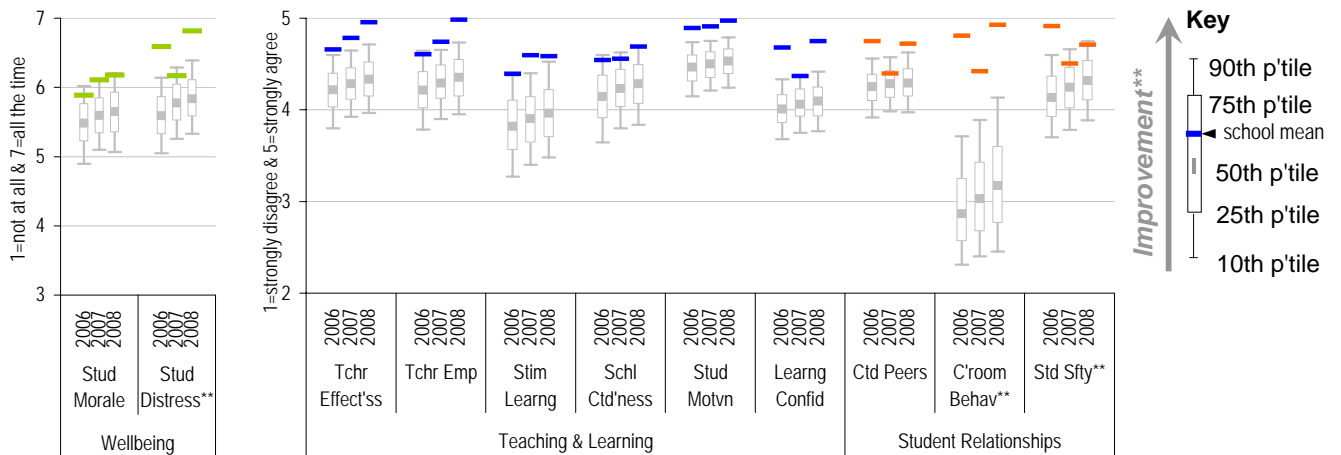 7
6
5
4
3
1=not at all & 7=all the time
2006
2007
2008
2006
2007
2008
Stud
Morale
Stud
Distress**
Wellbeing
5
4
3
2
1=strongly disagree & 5=strongly agree
2006
2007
2008
2006
2007
2008
2006
2007
2008
2006
2007
2008
2006
2007
2008
2006
2007
2008
2006
2007
2008
2006
2007
2008
2006
2007
2008
Tchr
Effect'ss
Tchr Emp
Stim
Learng
Schl
Ctd'ness
Stud
Motvn
Learng
Confid
Ctd Peers
C'room
Behav**
Std Sfty**
Teaching & Learning
Student Relationships
Improvement**
Key
90th p'tile
75th p'tile
school mean
50th p'tile
25th p'tile
10th p'tile